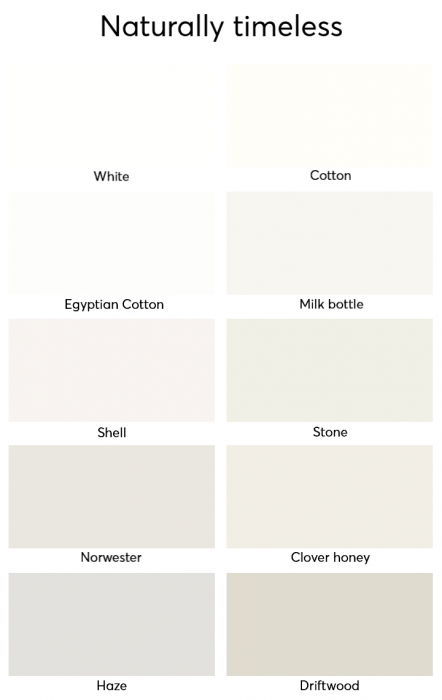 Naturally timeless
White
Cotton
Egyptian Cotton
Milk bottle
Shell
Stone
Norwester
Clover honey
Haze
Driftwood